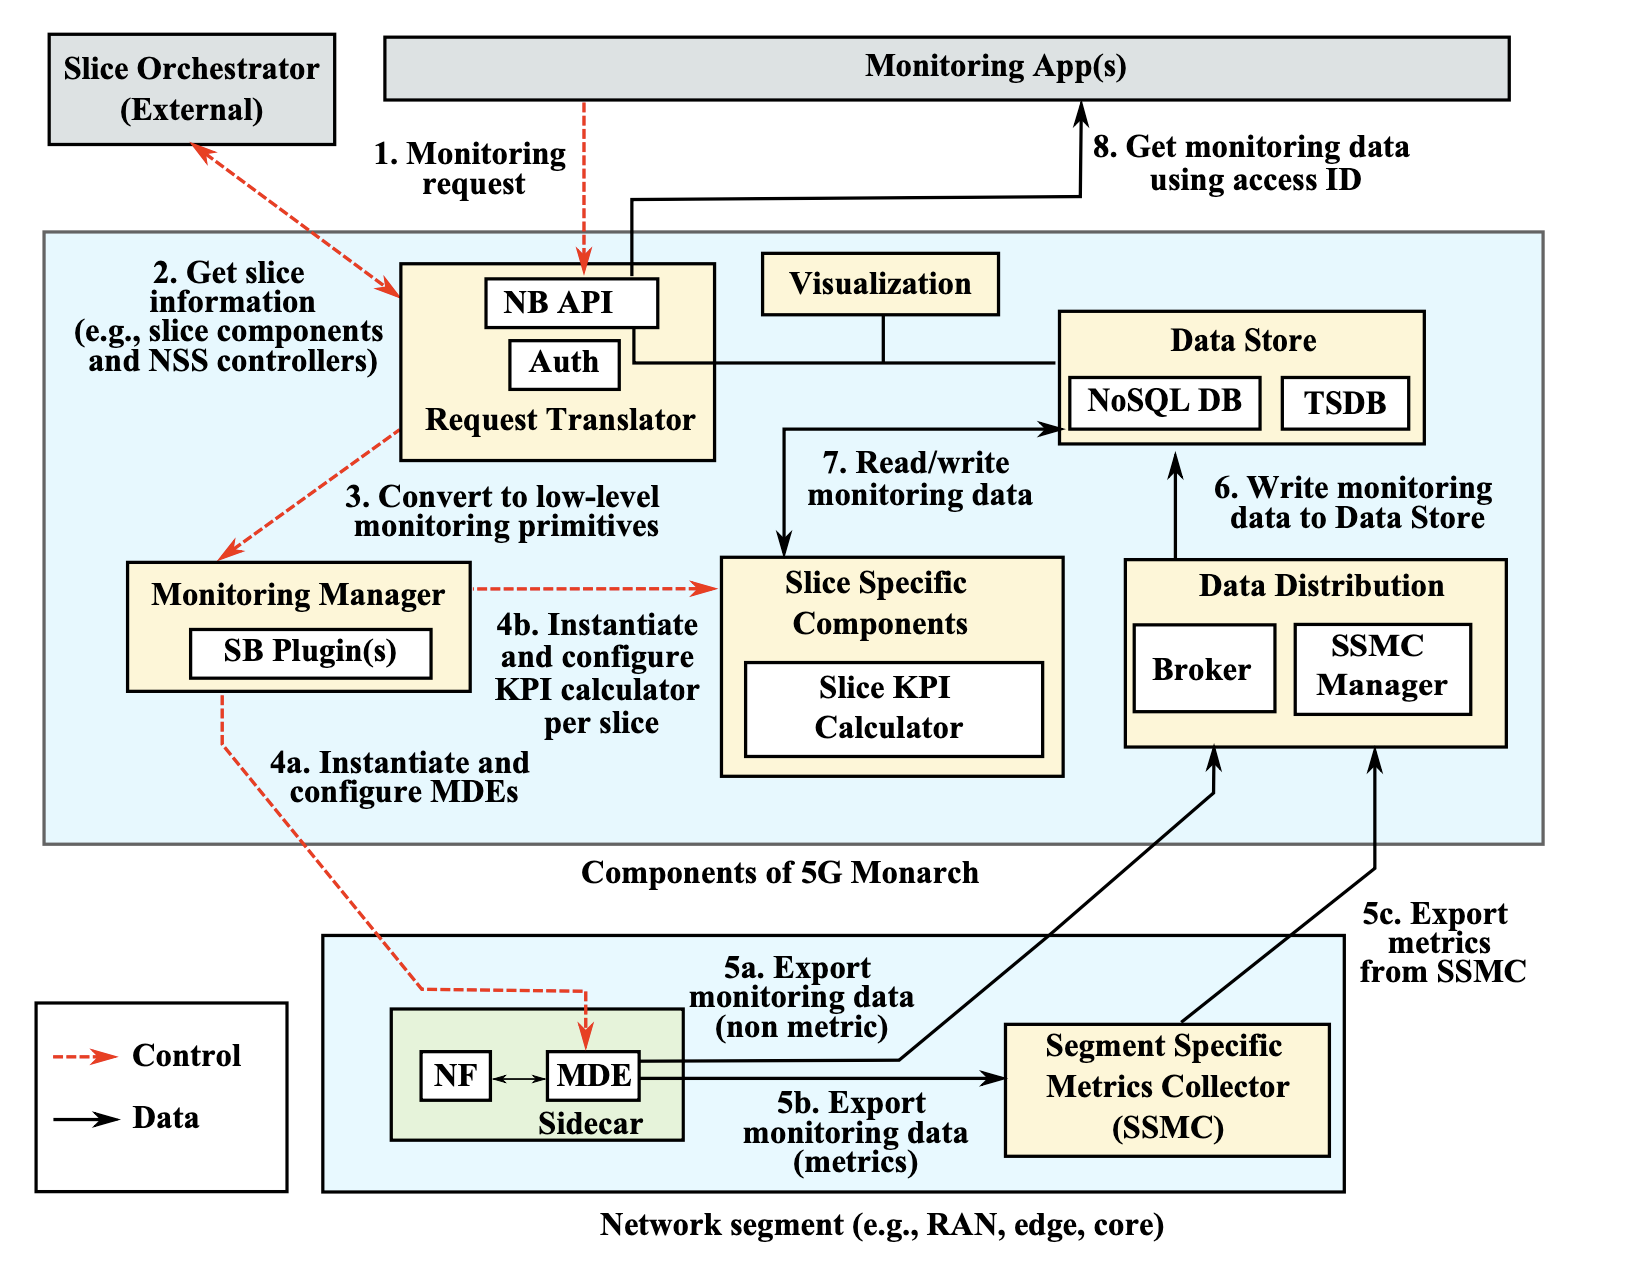 Slice Orchestrator
(External)
Monitoring App(s)
1. Monitoring
request
8. Get monitoring data
using access ID
2. Get slice
information
(e.g., slice components
and NSS controllers)
NB API
Auth
Request Translator
Visualization
Data Store
NoSQL DB
TSDB
3. Convert to low-level
monitoring primitives
7. Read/write
monitoring data
6. Write monitoring
data to Data Store
Monitoring Manager
SB Plugin(s)
4b. Instantiate
and configure
KPI calculator
per slice
Slice Specific
Components
Slice KPI
Calculator
Data Distribution
Broker
SSMC
Manager
4a. Instantiate and
configure MDEs
Components of 5G Monarch
5c. Export
metrics
from SSMC
5a. Export
monitoring data
(non metric)
NF
MDE
Sidecar
5b. Export
monitoring data
(metrics)
Segment Specific
Metrics Collector
(SSMC)
Control
Data
Network segment (e.g., RAN, edge, core)